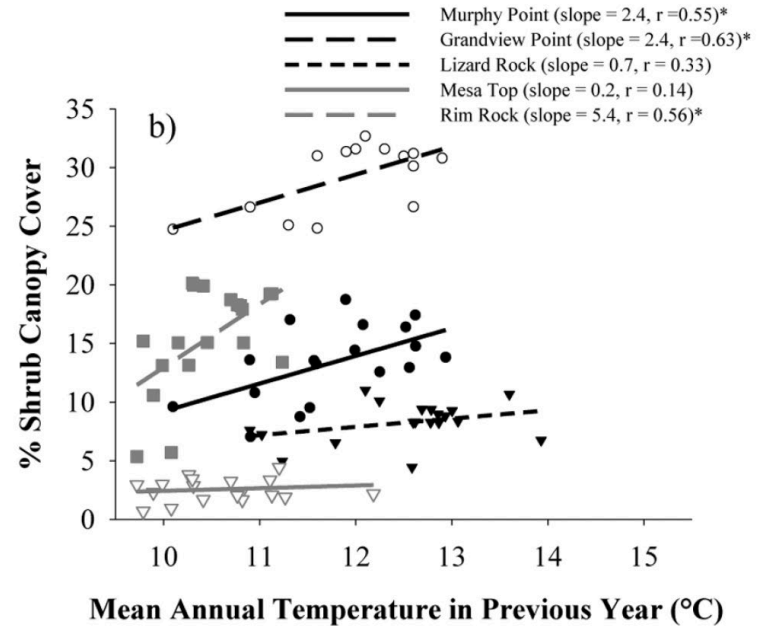 Murphy Point (slope = 2.4, r =0.55)*
Grandview Point (slope = 2.4, r =0.63)*
Lizard Rock (slope = 0.7, r = 0.33)
Mesa Top (slope = 0.2, r = 0.14)
Rim Rock (slope = 5.4, r = 0.56)*
b)
% Shrub Canopy Cover
35
30
25
20
15
10
5
0
10 11 12 13 14 15
Mean Annual Temperature in Previous Year (°C)